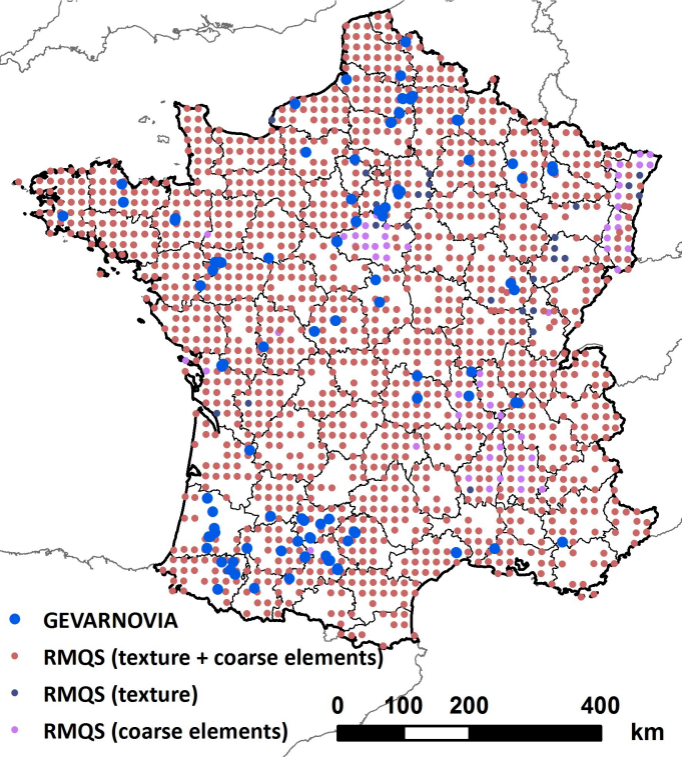 GEVARNOVIA
RMQS (texture + coarse elements)
RMQS (texture)
RMQS (coarse elements)
0 100 200 400
km